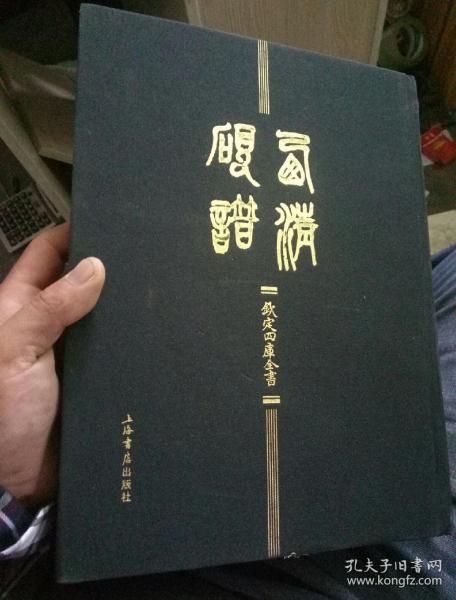 西清
硯譜
欽定四庫全書
上海書店出版社
孔夫子旧书网
www.kongfz.com